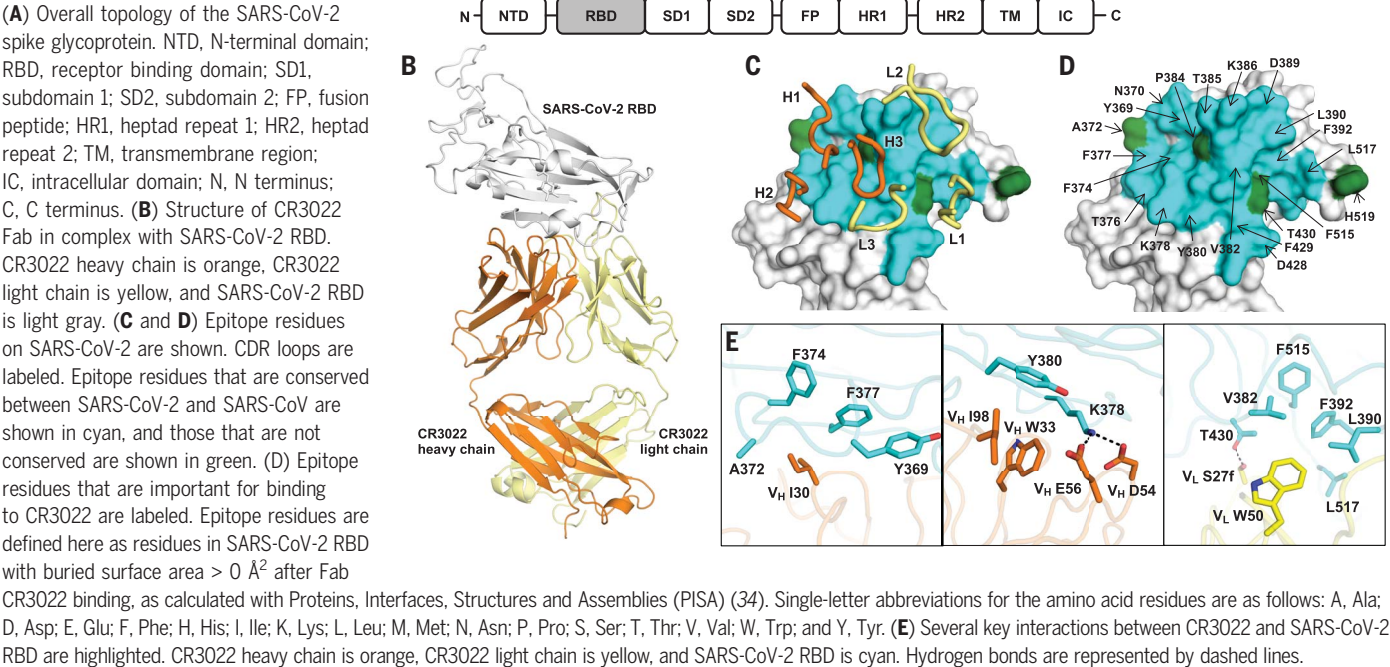 (A) Overall topology of the SARS-CoV-2
spike glycoprotein. NTD, N-terminal domain;
RBD, receptor binding domain; SD1,
subdomain 1; SD2, subdomain 2; FP, fusion
peptide; HR1, heptad repeat 1; HR2, heptad
repeat 2; TM, transmembrane region;
IC, intracellular domain; N, N terminus;
C, C terminus. (B) Structure of CR3022
Fab in complex with SARS-CoV-2 RBD.
CR3022 heavy chain is orange, CR3022
light chain is yellow, and SARS-CoV-2 RBD
is light gray. (C and D) Epitope residues
on SARS-CoV-2 are shown. CDR loops are
labeled. Epitope residues that are conserved
between SARS-CoV-2 and SARS-CoV are
shown in cyan, and those that are not
conserved are shown in green. (D) Epitope
residues that are important for binding
to CR3022 are labeled. Epitope residues are
defined here as residues in SARS-CoV-2 RBD
with buried surface area > 0 Å² after Fab
CR3022 binding, as calculated with Proteins, Interfaces, Structures and Assemblies (PISA) (34). Single-letter abbreviations for the amino acid residues are as follows: A, Ala;
D, Asp; E, Glu; F, Phe; H, His; I, Ile; K, Lys; L, Leu; M, Met; N, Asn; P, Pro; S, Ser; T, Thr; V, Val; W, Trp; and Y, Tyr. (E) Several key interactions between CR3022 and SARS-CoV-2
RBD are highlighted. CR3022 heavy chain is orange, CR3022 light chain is yellow, and SARS-CoV-2 RBD is cyan. Hydrogen bonds are represented by dashed lines.
N NTD RBD SD1 SD2 FP HR1 HR2 TM IC C
B
SARS-CoV-2 RBD
CR3022
heavy chain
CR3022
light chain
C
L2
H1
H3
H2
L3
L1
D
K386
D389
T385
P384
N370
Y369
A372
L390
F392
L517
F377
F374
T376
K378
Y380
V382
H519
T430
F515
F429
D428
E
F374
F377
A372
Y369
VH I30
Y380
K378
VH I98
VH W33
VH E56
VH D54
F515
V382
F392
T430
L390
VL S27f
VL W50
L517